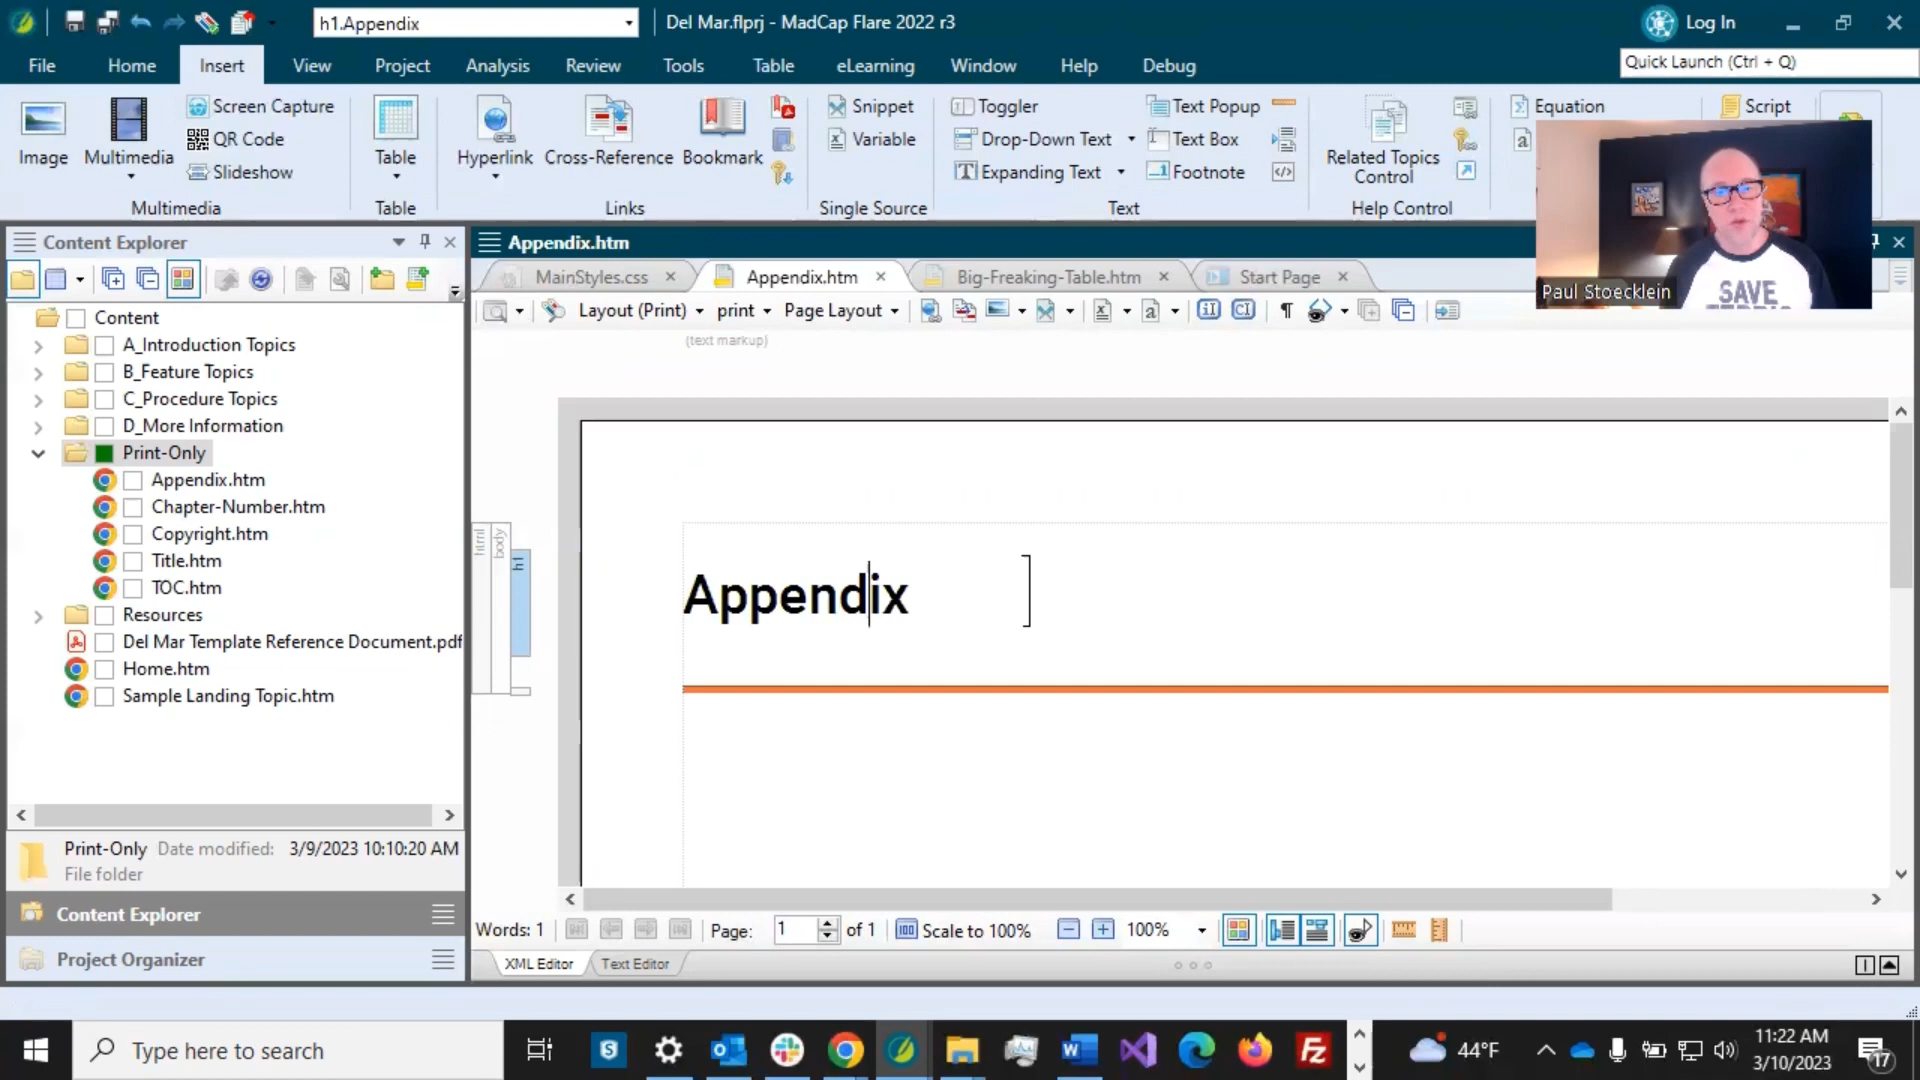 h1.Appendix
Del Mar.flprj - MadCap Flare 2022 r3
Log In
File Home Insert View Project Analysis Review Tools Table eLearning Window Help Debug
Quick Launch (Ctrl + Q)
Image
Multimedia
Screen Capture
QR Code
Slideshow
Multimedia
Table
Table
Hyperlink
Cross-Reference
Bookmark
Links
Snippet
Variable
Single Source
Toggler
Drop-Down Text
Expanding Text
Text Popup
Text Box
Footnote
Text
Related Topics
Control
Help Control
Equation
Script
Paul Stoecklein
SAVE
Content Explorer
Content
A_Introduction Topics
B_Feature Topics
C_Procedure Topics
D_More Information
Print-Only
Appendix.htm
Chapter-Number.htm
Copyright.htm
Title.htm
TOC.htm
Resources
Del Mar Template Reference Document.pdf
Home.htm
Sample Landing Topic.htm
Print-Only Date modified: 3/9/2023 10:10:20 AM
File folder
Content Explorer
Project Organizer
Appendix.htm
MainStyles.css Appendix.htm Big-Freaking-Table.htm Start Page
Layout (Print) print Page Layout
(text markup)
html
body
h1
Appendix
Words: 1 Page: 1 of 1 Scale to 100% 100%
XML Editor Text Editor
Type here to search
44°F
11:22 AM
3/10/2023
17